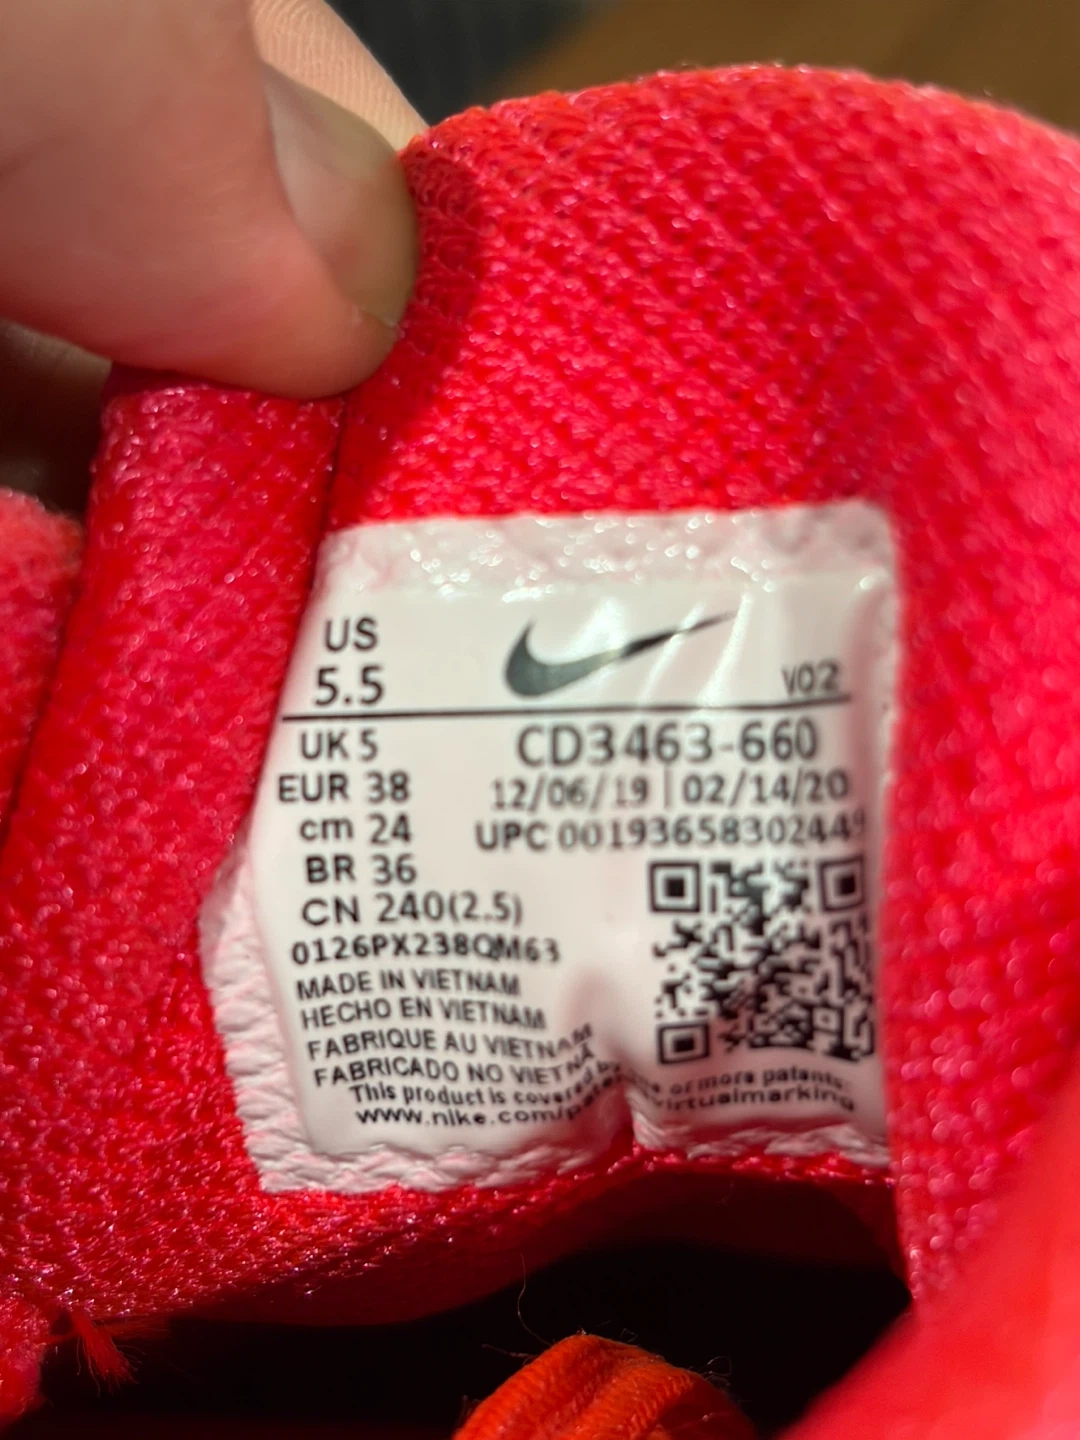 US
5.5
V02
UK 5
CD3463-660
EUR 38
12/06/19 | 02/14/20
cm 24
UPC 00193658302449
BR 36
CN 240(2.5)
0126PX238QM63
MADE IN VIETNAM
HECHO EN VIETNAM
FABRIQUE AU VIETNAM
FABRICADO NO VIETNA
This product is covered by or more patents:
www.nike.com/ virtualmarking